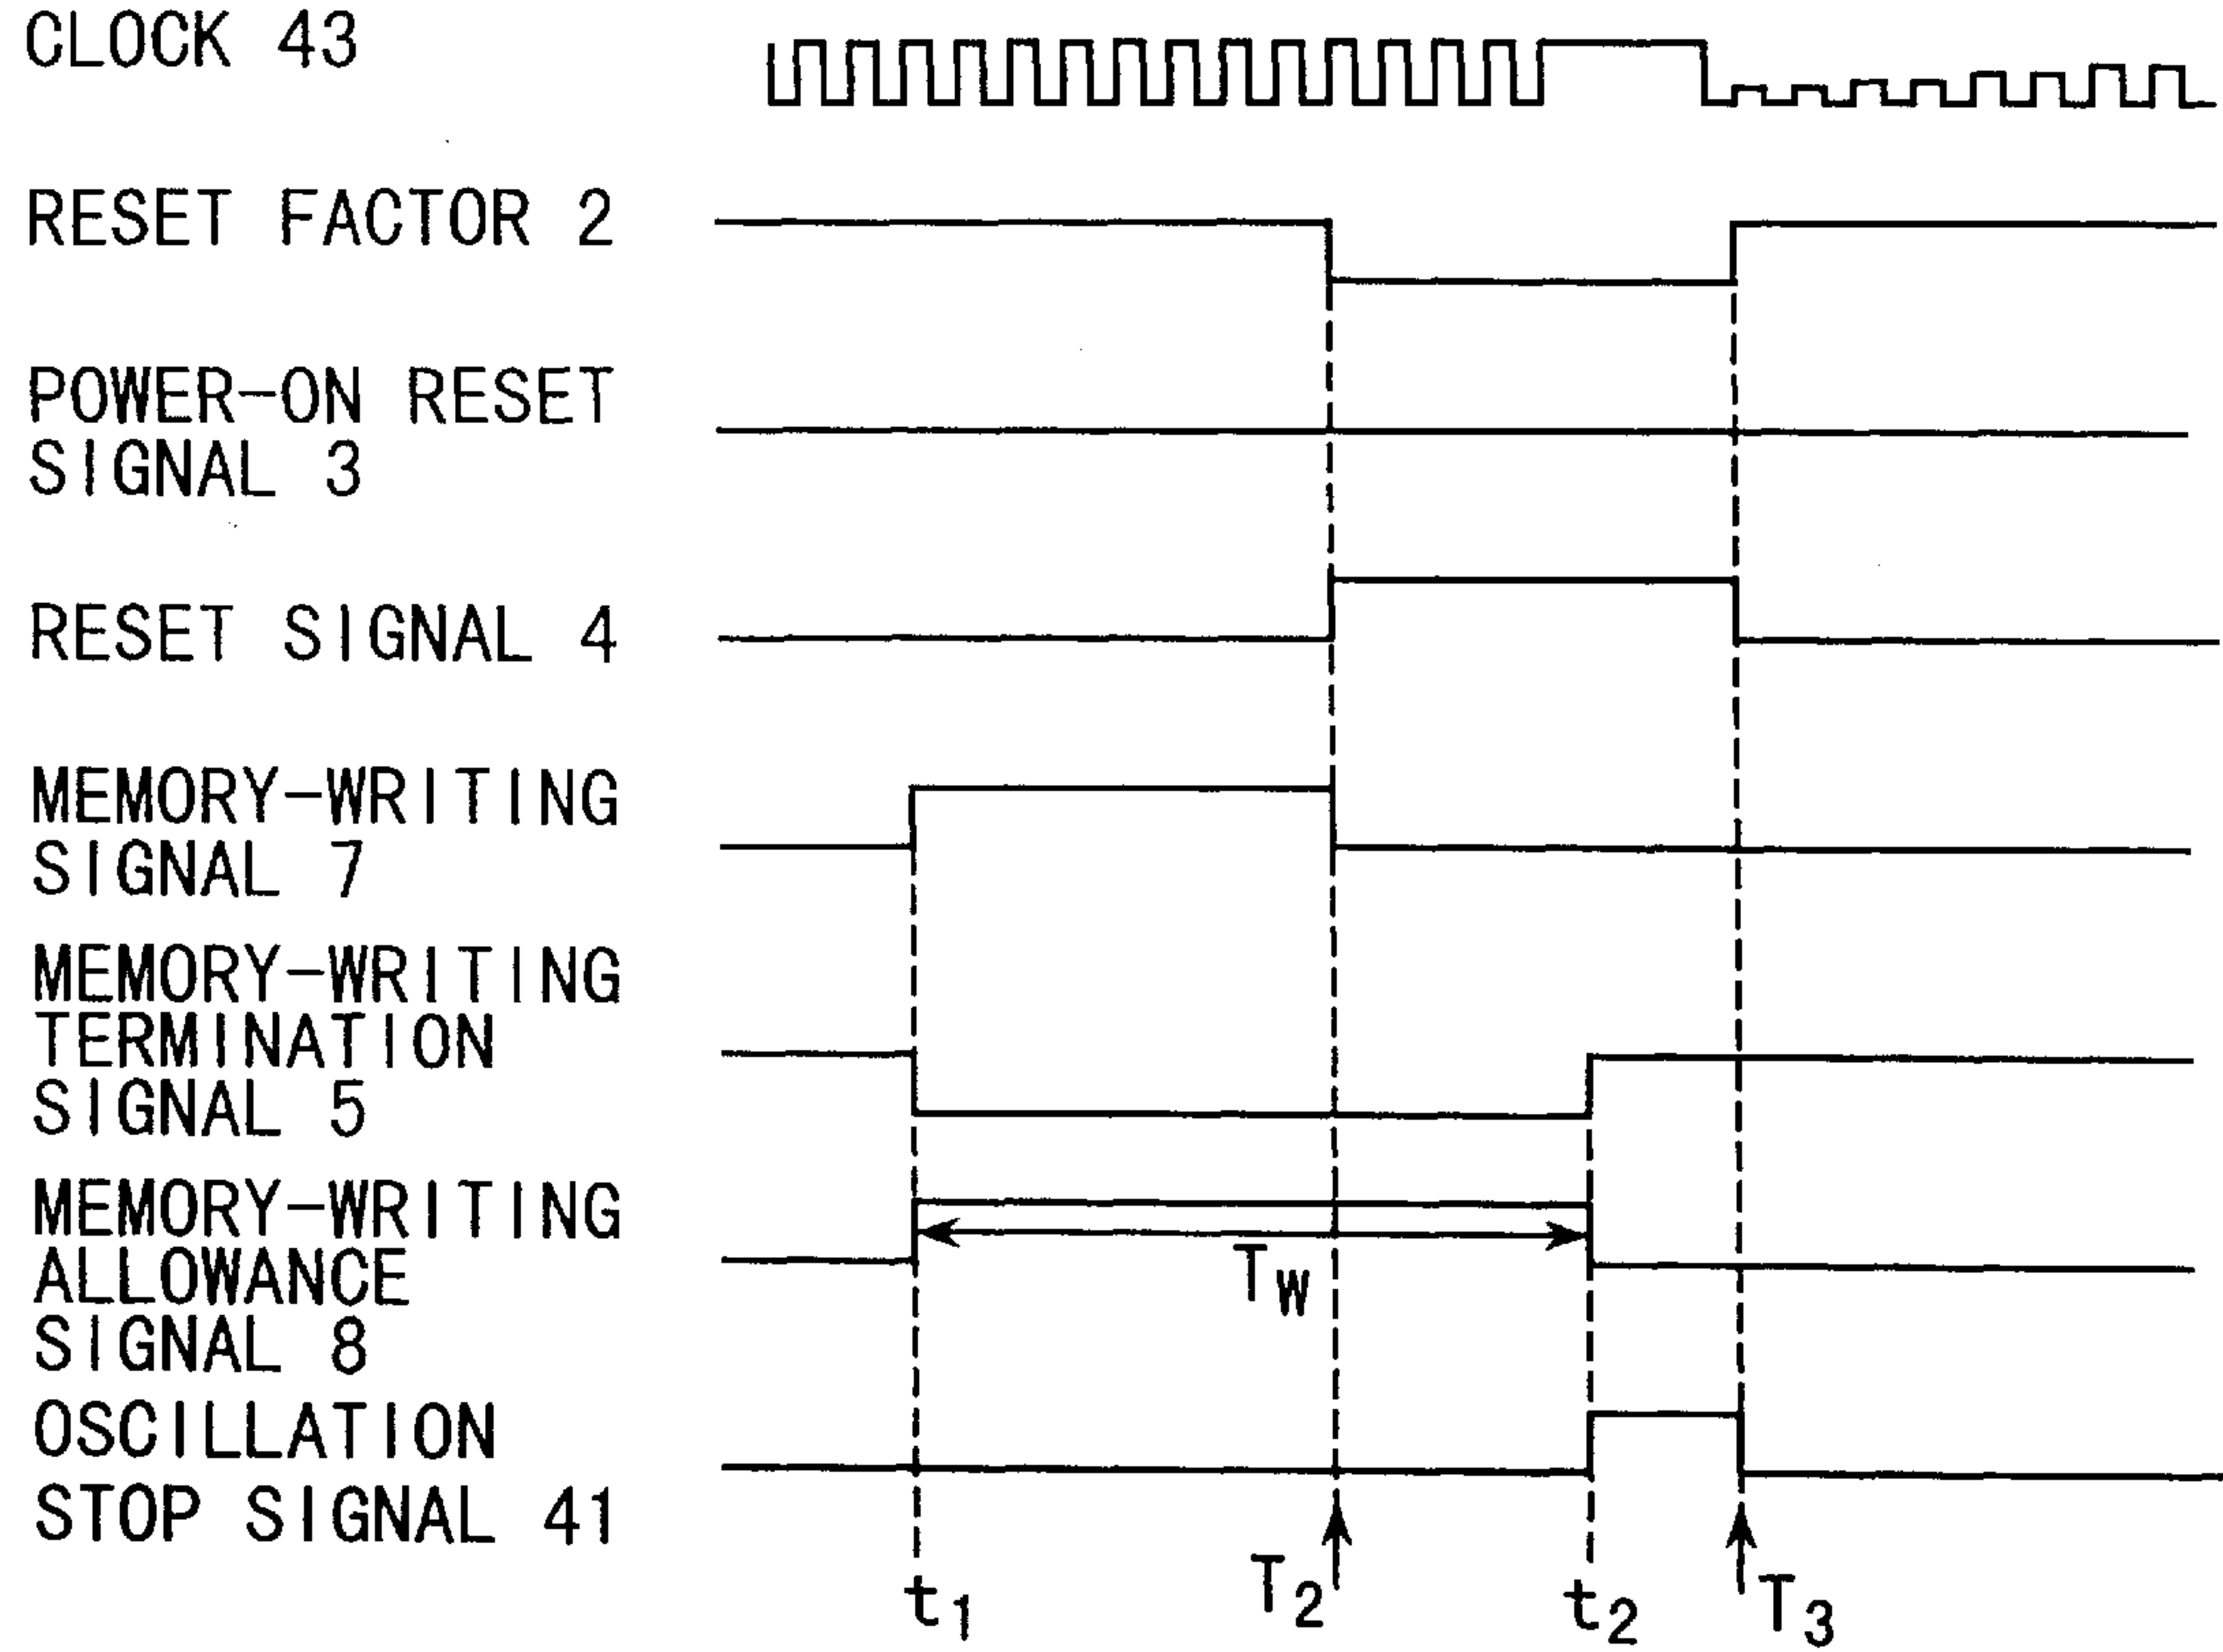 CLOCK 43
RESET FACTOR 2
POWER-ON RESET
SIGNAL 3
RESET SIGNAL 4
MEMORY-WRITING
SIGNAL 7
MEMORY-WRITING
TERMINATION
SIGNAL 5
MEMORY-WRITING
ALLOWANCE
SIGNAL 8
TW
OSCILLATION
STOP SIGNAL 41
t1 T2 t2 T3